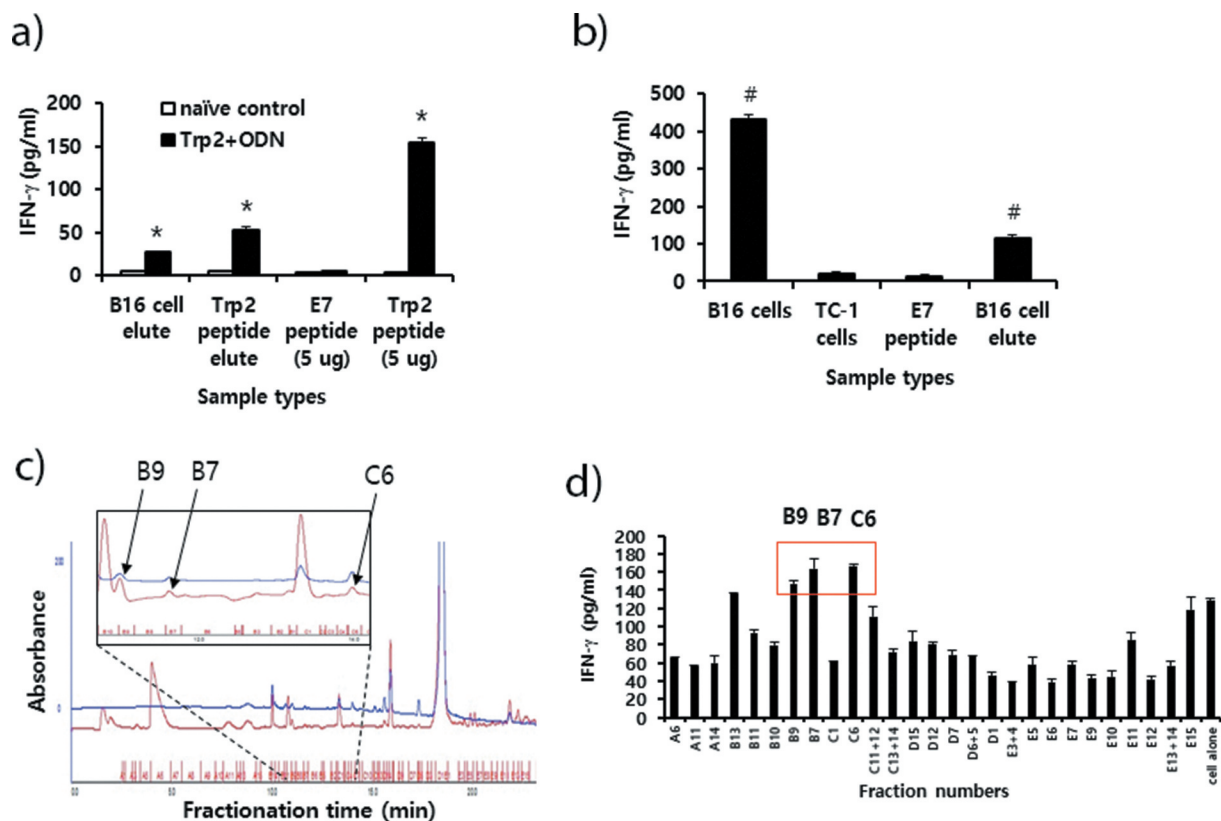 a)
200
150
100
50
0
IFN-γ (pg/ml)
naïve control
Trp2+ODN
*
*
*
B16 cell elute
Trp2 peptide elute
E7 peptide (5 ug)
Trp2 peptide (5 ug)
Sample types
b)
500
400
300
200
100
0
IFN-γ (pg/ml)
#
#
B16 cells
TC-1 cells
E7 peptide
B16 cell elute
Sample types
c)
B9
B7
C6
Absorbance
Fractionation time (min)
d)
B9 B7 C6
200
180
160
140
120
100
80
60
40
20
0
IFN-γ (pg/ml)
A6
A11
A14
B13
B11
B10
B9
B7
C1
C6
C11+12
C13+14
D15
D12
D7
D6+5
D1
E3+4
E5
E6
E7
E9
E10
E11
E12
E13+14
E15
cell alone
Fraction numbers